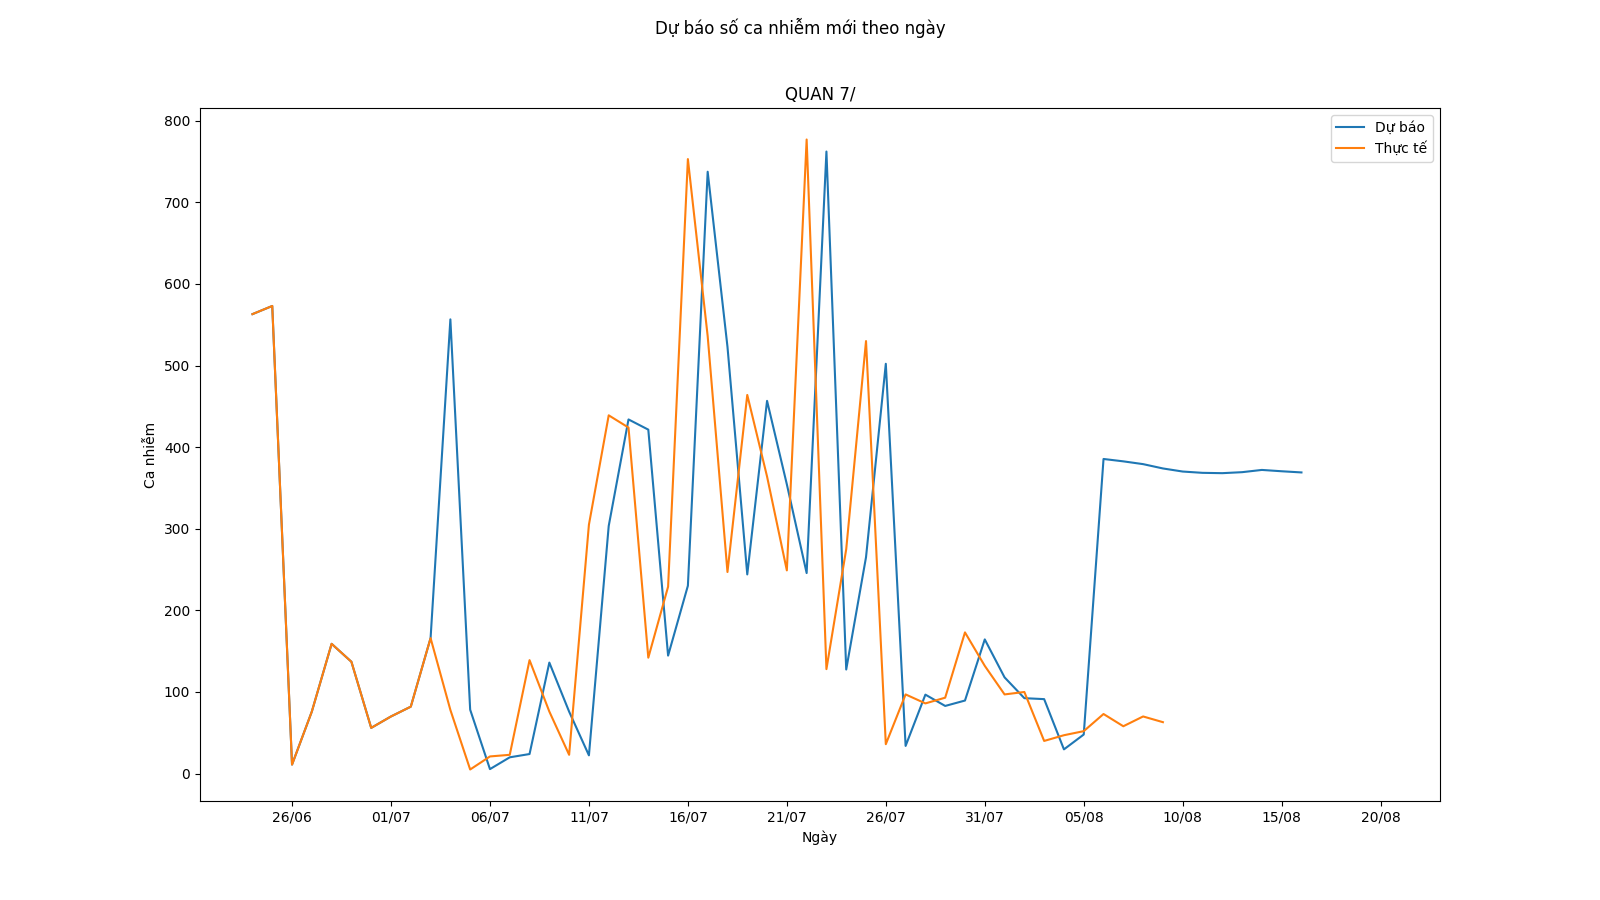 Dự báo số ca nhiễm mới theo ngày
QUAN 7/
Dự báo
Thực tế
800
700
600
500
400
300
200
100
0
Ca nhiễm
26/06 01/07 06/07 11/07 16/07 21/07 26/07 31/07 05/08 10/08 15/08 20/08
Ngày